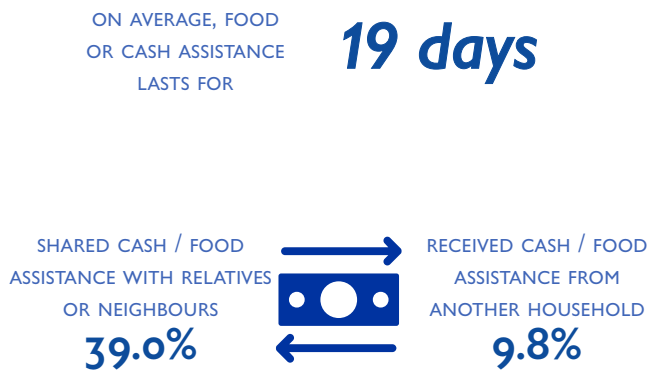 ON AVERAGE, FOOD
OR CASH ASSISTANCE
LASTS FOR
19 days
SHARED CASH / FOOD
ASSISTANCE WITH RELATIVES
OR NEIGHBOURS
39.0%
RECEIVED CASH / FOOD
ASSISTANCE FROM
ANOTHER HOUSEHOLD
9.8%